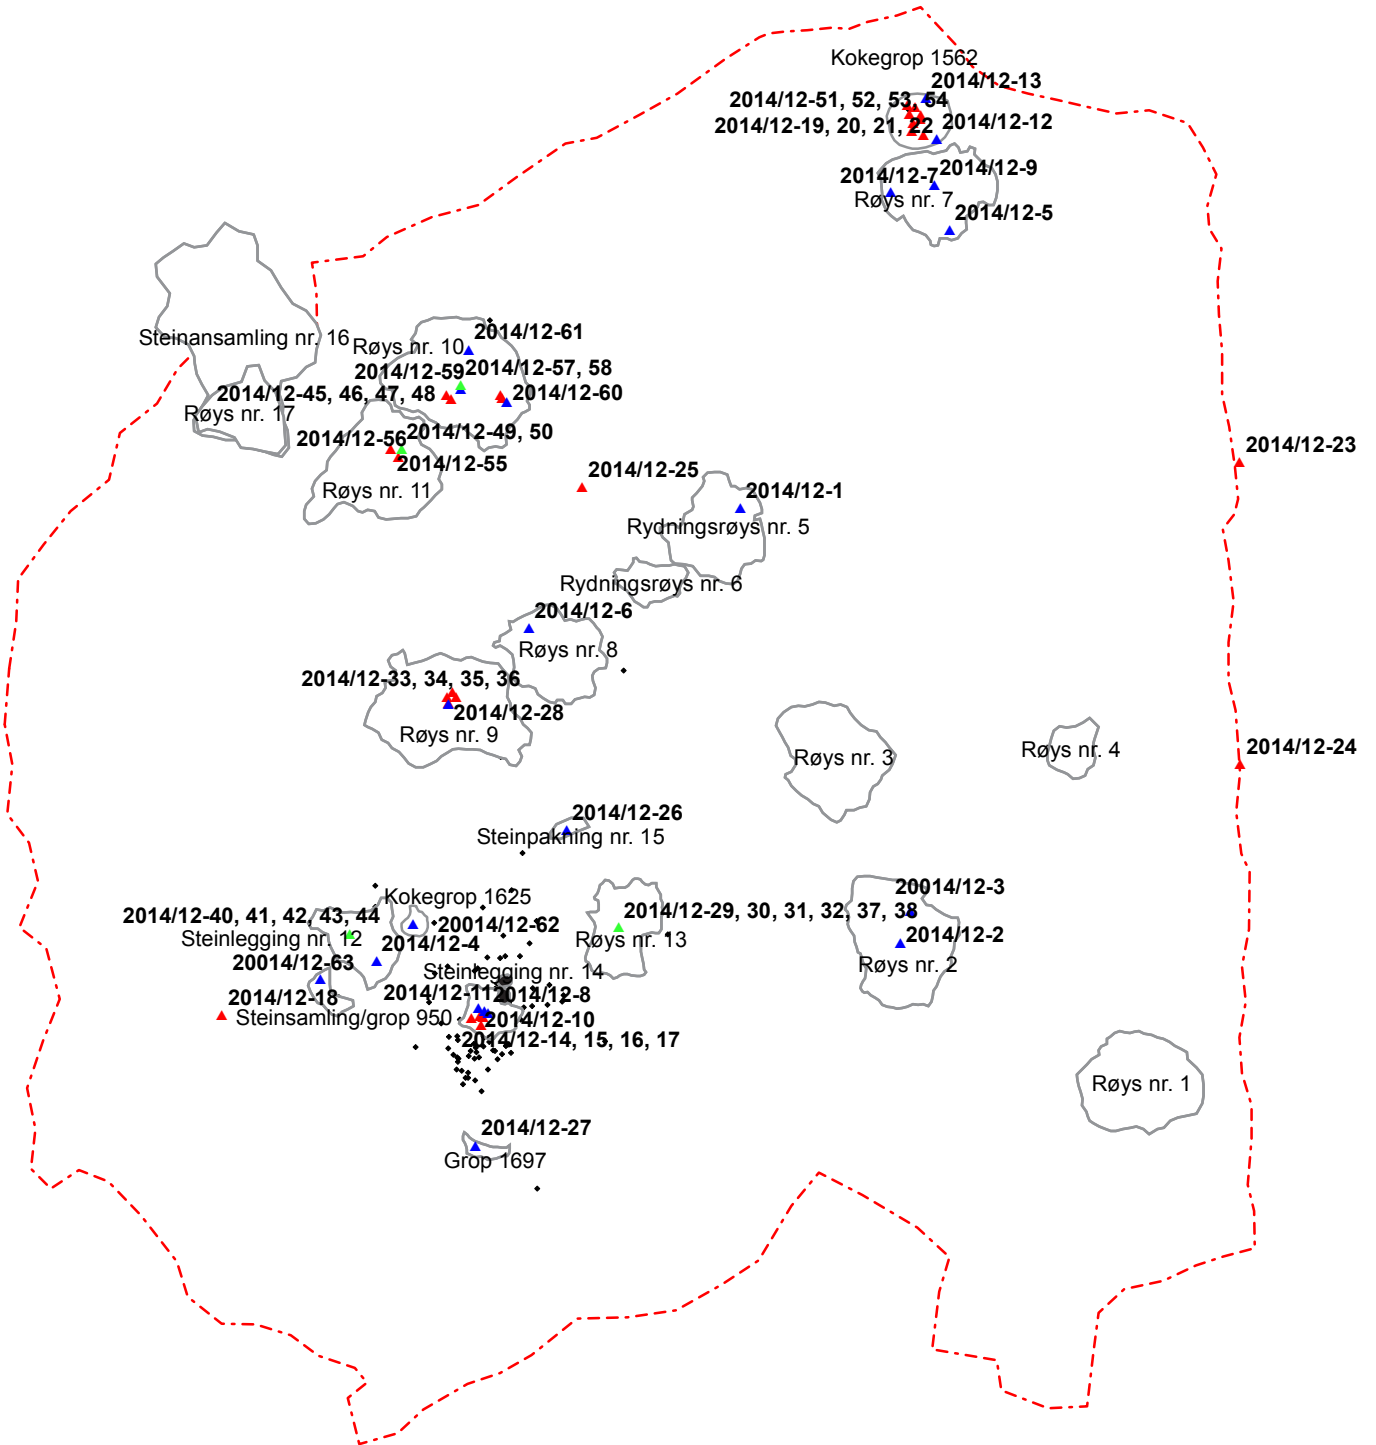 Kokegrop 1562
2014/12-13
2014/12-51, 52, 53, 54
2014/12-19, 20, 21, 22
2014/12-12
2014/12-7
2014/12-9
Røys nr. 7
2014/12-5
Steinansamling nr. 16
Røys nr. 10
2014/12-61
2014/12-59
2014/12-57, 58
2014/12-45, 46, 47, 48
2014/12-60
Røys nr. 17
2014/12-56
2014/12-49, 50
2014/12-55
Røys nr. 11
2014/12-23
2014/12-25
2014/12-1
Rydningsrøys nr. 5
Rydningsrøys nr. 6
2014/12-6
Røys nr. 8
2014/12-33, 34, 35, 36
2014/12-28
Røys nr. 9
Røys nr. 3
Røys nr. 4
2014/12-24
2014/12-26
Steinpakning nr. 15
Kokegrop 1625
20014/12-3
2014/12-40, 41, 42, 43, 44
2014/12-29, 30, 31, 32, 37, 38
20014/12-62
Steinlegging nr. 12
2014/12-4
Røys nr. 13
2014/12-2
20014/12-63
Steinlegging nr. 14
Røys nr. 2
2014/12-18
2014/12-11
2014/12-8
Steinsamling/grop 950
2014/12-10
2014/12-14, 15, 16, 17
Røys nr. 1
2014/12-27
Grop 1697